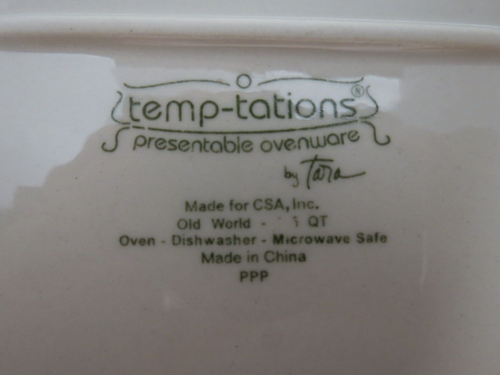 temp-tations®
presentable ovenware
by Tara
Made for CSA, Inc.
Old World - QT
Oven - Dishwasher - Microwave Safe
Made in China
PPP